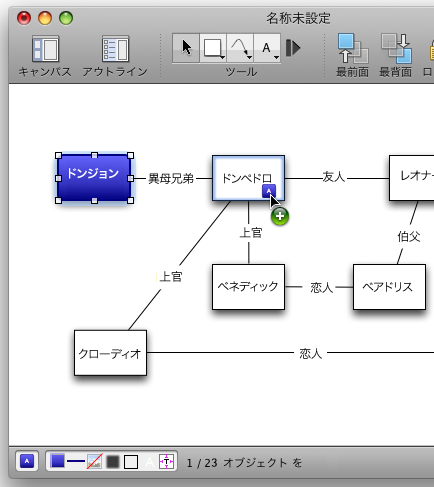 名称未設定
キャンバス アウトライン ツール 最前面 最背面 ロ
A
ドンジョン 異母兄弟 ドンペドロ 友人 レオナー
A
上官 伯父
上官 ベネディック 恋人 ベアドリス
クローディオ 恋人
A A T 1 / 23 オブジェクト を